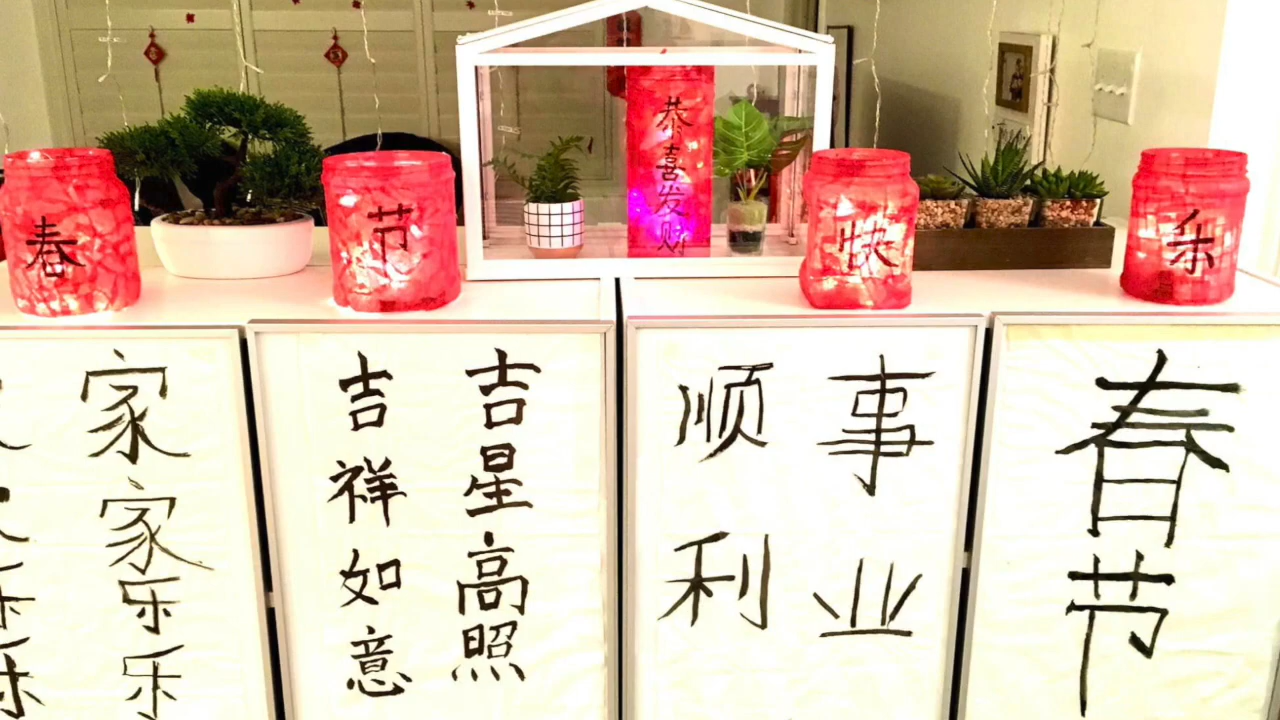 恭喜发财
春节快乐
春节
事业
顺利
吉星高照
吉祥如意
家家乐乐